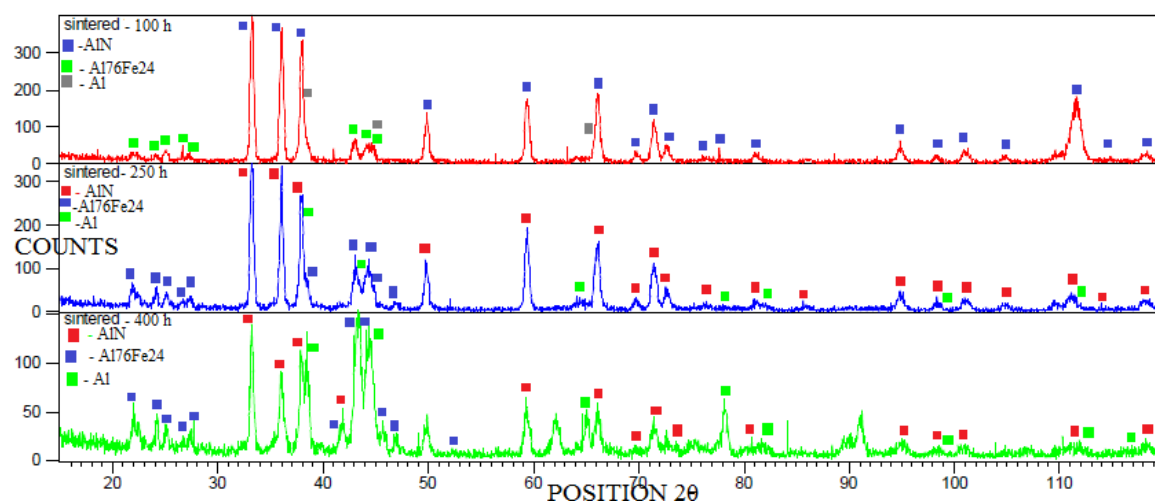 sintered - 100 h
-AlN
- Al76Fe24
- Al
300
200
100
0
sintered- 250 h
- AlN
-Al76Fe24
-Al
300
200
COUNTS
100
0
sintered - 400 h
- AlN
- Al76Fe24
- Al
100
50
0
20 30 40 50 60 70 80 90 100 110
POSITION 2θ